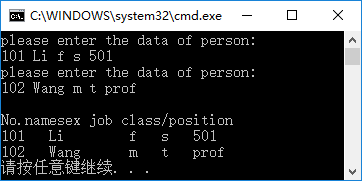 C:\WINDOWS\system32\cmd.exe
please enter the data of person:
101 Li f s 501
please enter the data of person:
102 Wang m t prof
No.namesex job class/position
101 Li f s 501
102 Wang m t prof
请按任意键继续. . .